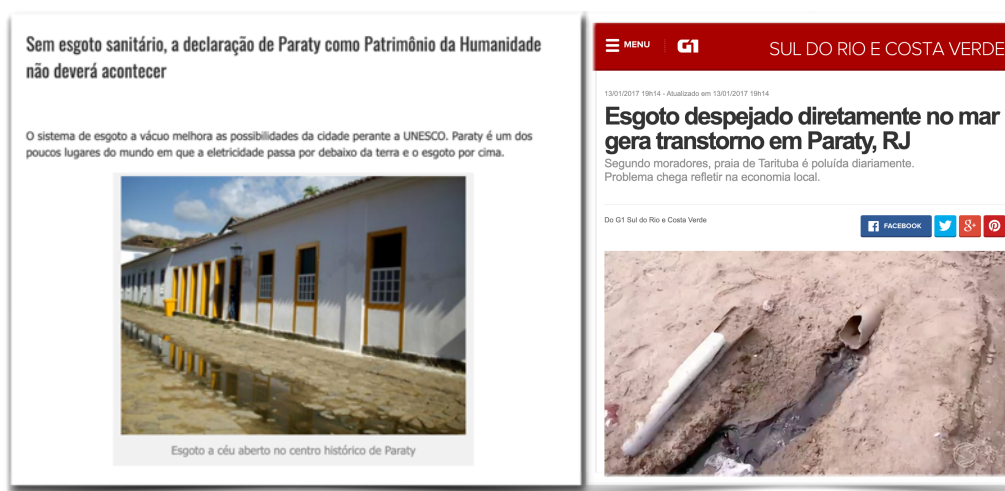 Sem esgoto sanitário, a declaração de Paraty como Patrimônio da Humanidade
não deverá acontecer
O sistema de esgoto a vácuo melhora as possibilidades da cidade perante a UNESCO. Paraty é um dos
poucos lugares do mundo em que a eletricidade passa por debaixo da terra e o esgoto por cima.
Esgoto a céu aberto no centro histórico de Paraty
MENU G1 SUL DO RIO E COSTA VERDE
13/01/2017 19h14 - Atualizado em 13/01/2017 19h14
Esgoto despejado diretamente no mar
gera transtorno em Paraty, RJ
Segundo moradores, praia de Tarituba é poluída diariamente.
Problema chega refletir na economia local.
Do G1 Sul do Rio e Costa Verde
FACEBOOK